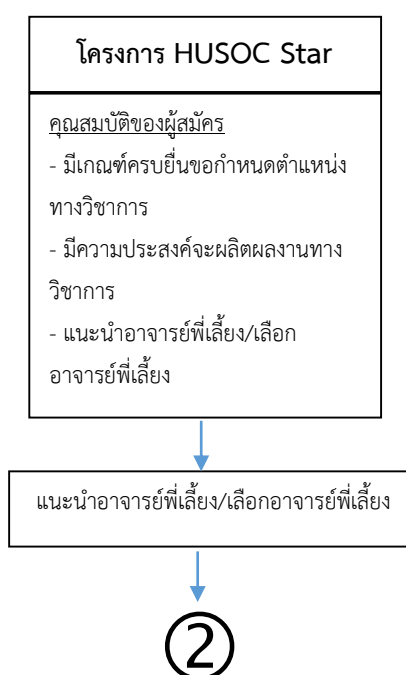 โครงการ HUSOC Star
คุณสมบัติของผู้สมัคร
- มีเกณฑ์ครบยื่นขอกำหนดตำแหน่ง
ทางวิชาการ
- มีความประสงค์จะผลิตผลงานทาง
วิชาการ
- แนะนำอาจารย์พี่เลี้ยง/เลือก
อาจารย์พี่เลี้ยง
แนะนำอาจารย์พี่เลี้ยง/เลือกอาจารย์พี่เลี้ยง
②